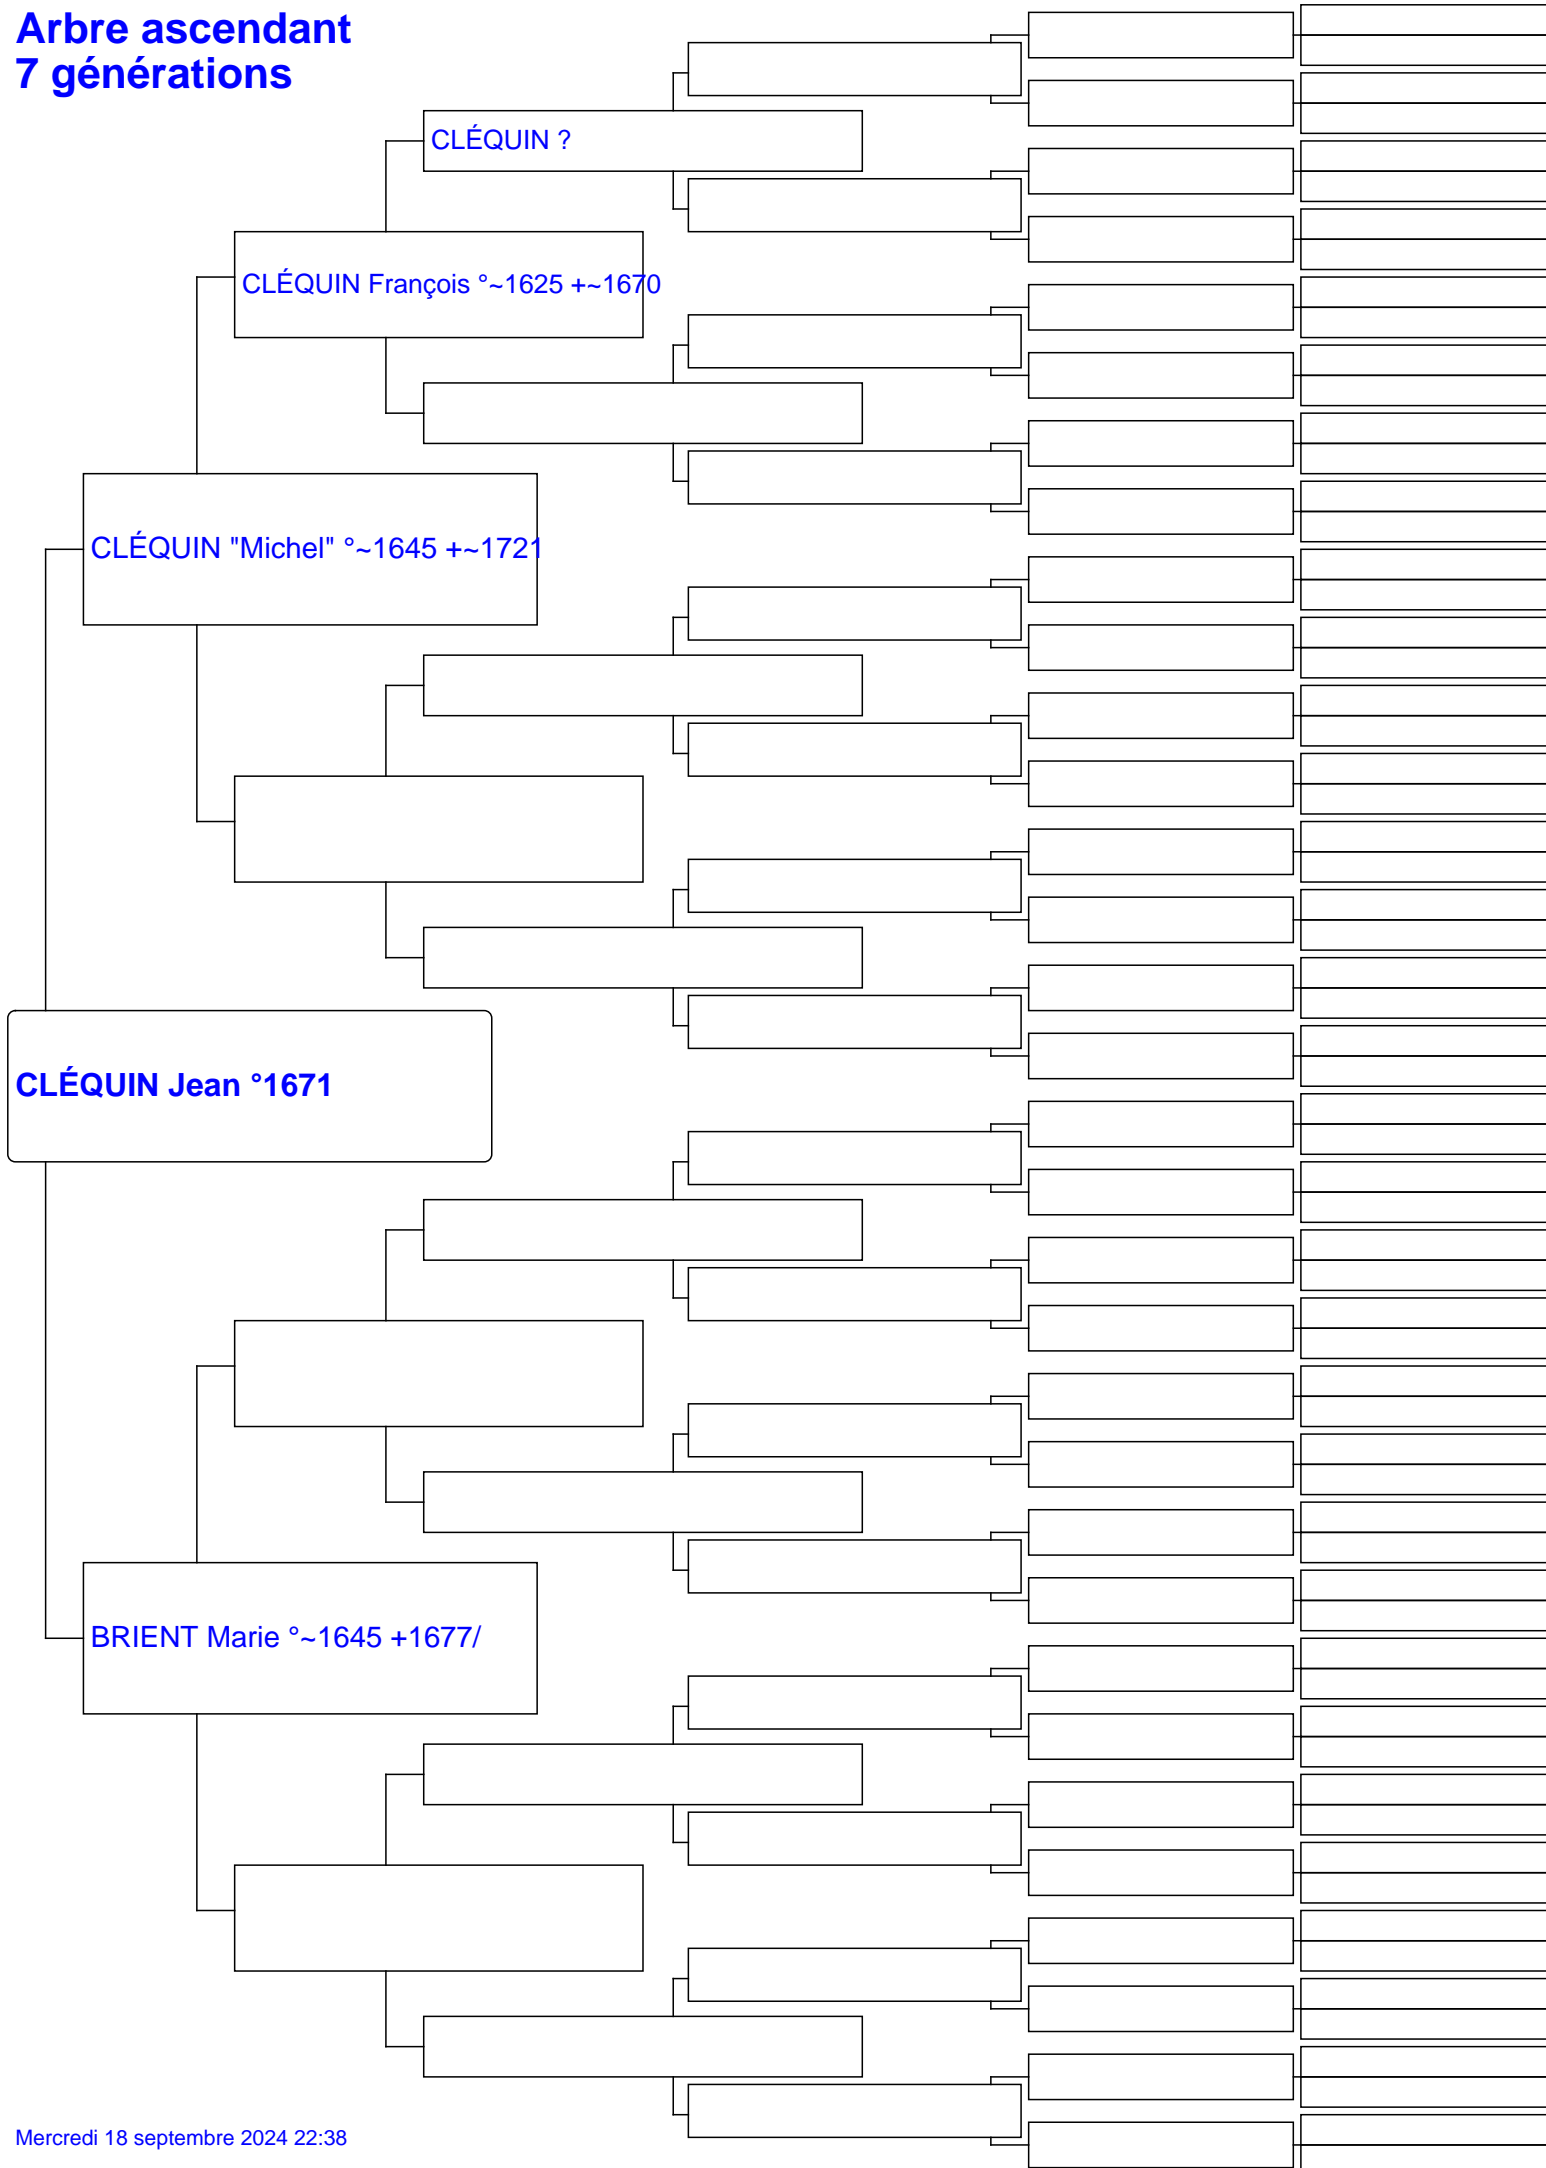 Arbre ascendant
7 générations
CLÉQUIN ?
CLÉQUIN François °~1625 +~1670
CLÉQUIN "Michel" °~1645 +~1721
CLÉQUIN Jean °1671
BRIENT Marie °~1645 +1677/
Mercredi 18 septembre 2024 22:38